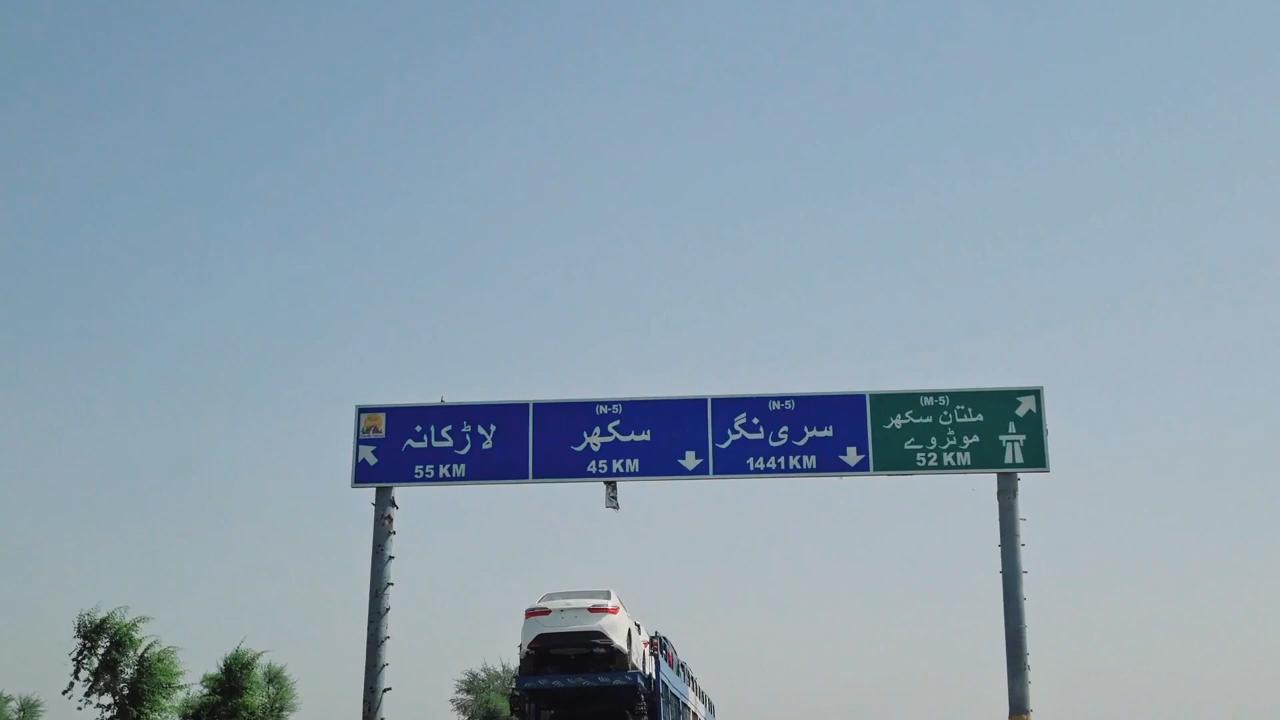 لاڑکانہ
55 KM
(N-5)
سکھر
45 KM
(N-5)
سری نگر
1441 KM
(M-5)
ملتان سکھر
موٹروے
52 KM